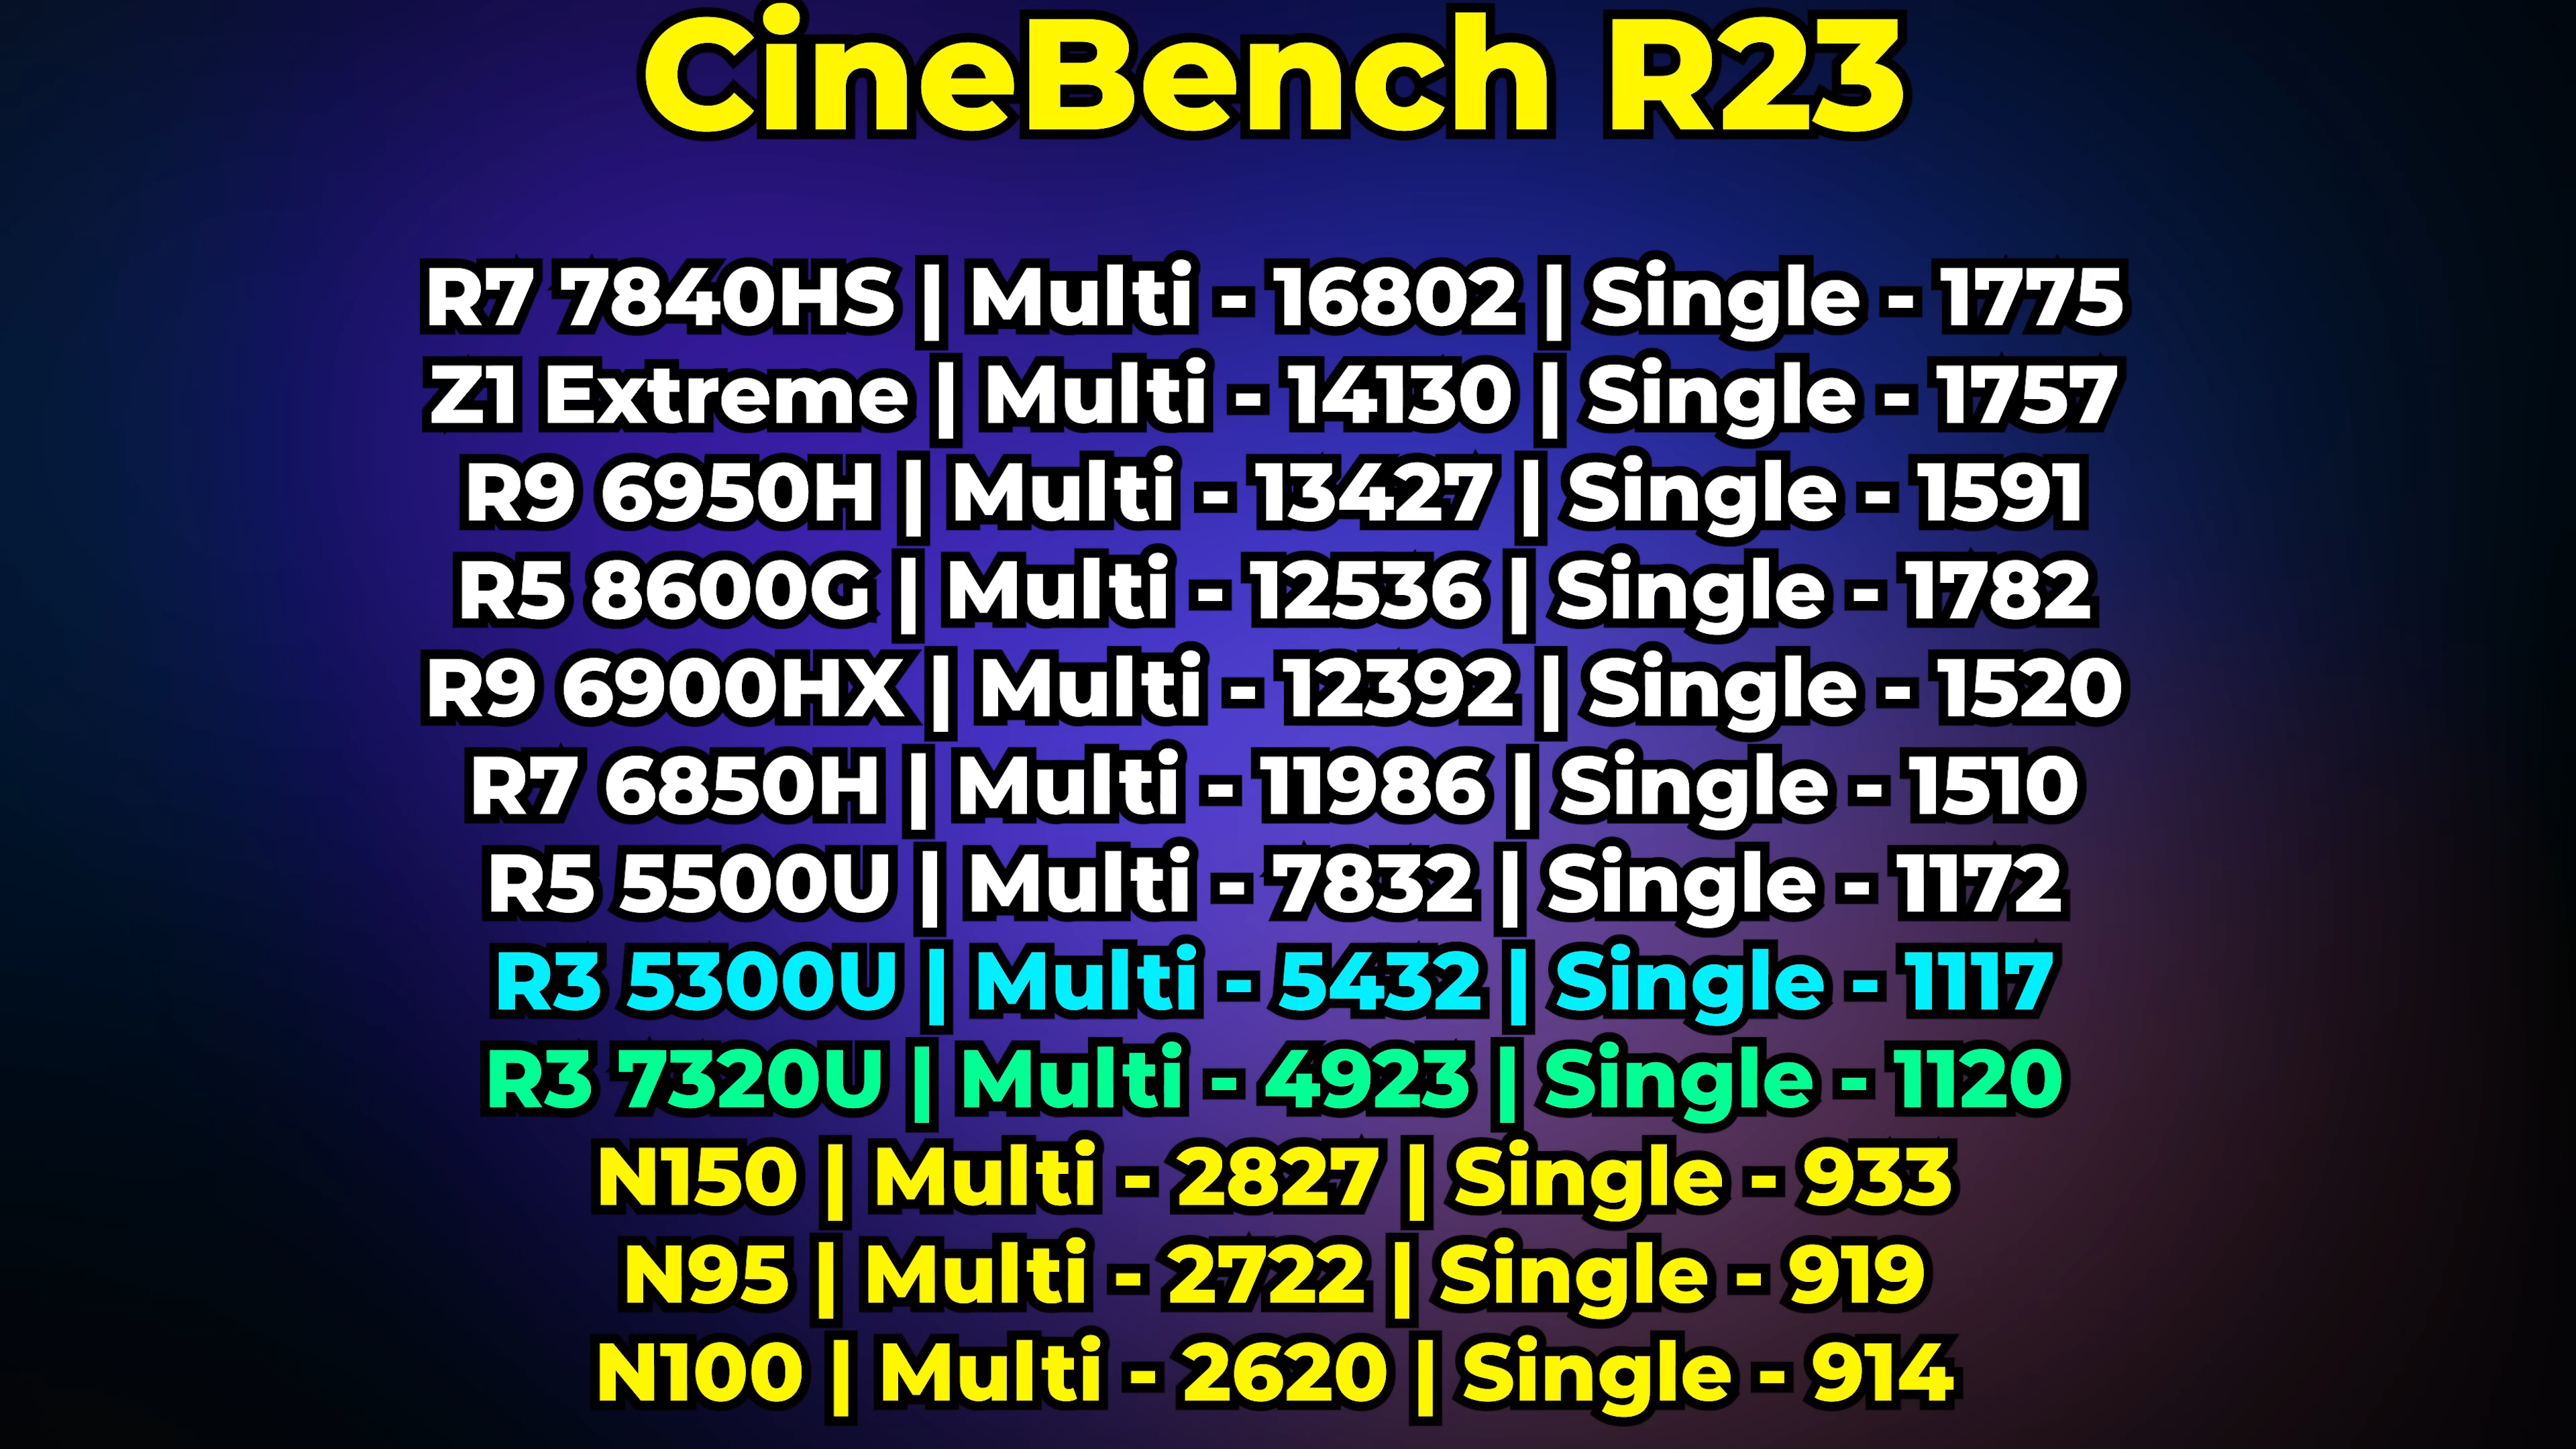 CineBench R23
R7 7840HS | Multi - 16802 | Single - 1775
Z1 Extreme | Multi - 14130 | Single - 1757
R9 6950H | Multi - 13427 | Single - 1591
R5 8600G | Multi - 12536 | Single - 1782
R9 6900HX | Multi - 12392 | Single - 1520
R7 6850H | Multi - 11986 | Single - 1510
R5 5500U | Multi - 7832 | Single - 1172
R3 5300U | Multi - 5432 | Single - 1117
R3 7320U | Multi - 4923 | Single - 1120
N150 | Multi - 2827 | Single - 933
N95 | Multi - 2722 | Single - 919
N100 | Multi - 2620 | Single - 914